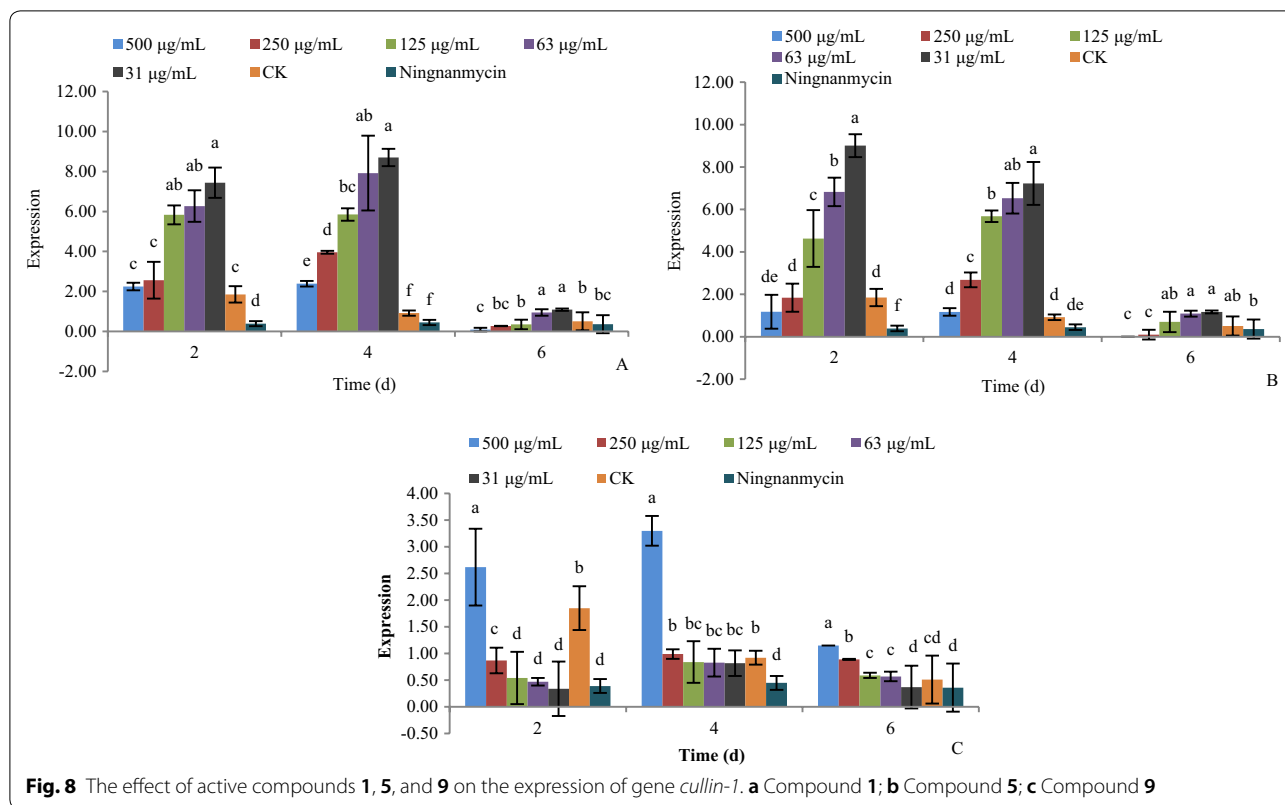 500 µg/mL 250 µg/mL 125 µg/mL 63 µg/mL
31 µg/mL CK Ningnanmycin
12.00
10.00
8.00
6.00
4.00
2.00
0.00
-2.00
Expression
c c ab ab a c d
e d bc ab a f f
c bc b a a b bc
2 4 6
Time (d)
A
500 µg/mL 250 µg/mL 125 µg/mL
63 µg/mL 31 µg/mL CK
Ningnanmycin
12.00
10.00
8.00
6.00
4.00
2.00
0.00
-2.00
Expression
de d c b a d f
d c b ab a d de
c c ab a a ab b
2 4 6
Time (d)
B
500 µg/mL 250 µg/mL 125 µg/mL 63 µg/mL
31 µg/mL CK Ningnanmycin
4.00
3.50
3.00
2.50
2.00
1.50
1.00
0.50
0.00
-0.50
Expression
a c d d d b d
a b bc bc bc b d
a b c c d cd d
2 4 6
Time (d)
C
Fig. 8 The effect of active compounds 1, 5, and 9 on the expression of gene cullin-1. a Compound 1; b Compound 5; c Compound 9